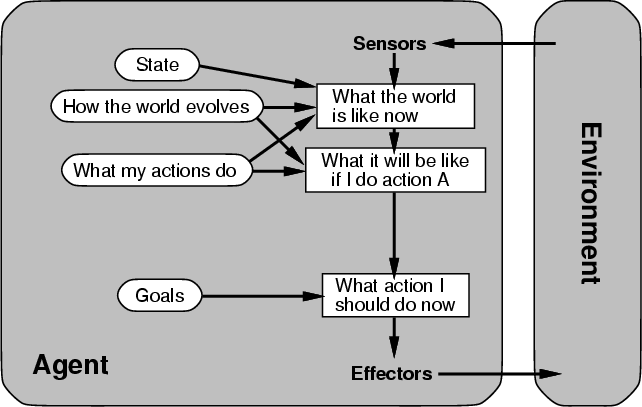 Sensors
State
How the world evolves
What the world
is like now
What my actions do
What it will be like
if I do action A
Goals
What action I
should do now
Agent
Effectors
Environment